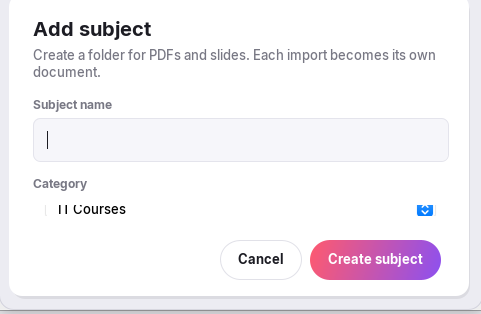 Add subject
Create a folder for PDFs and slides. Each import becomes its own
document.
Subject name
Category
IT Courses
Cancel
Create subject